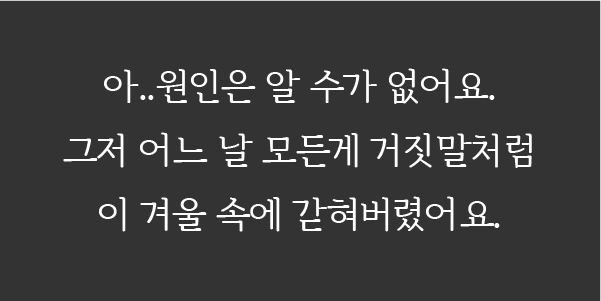 아..원인은 알 수가 없어요.
그저 어느 날 모든게 거짓말처럼
이 겨울 속에 갇혀버렸어요.